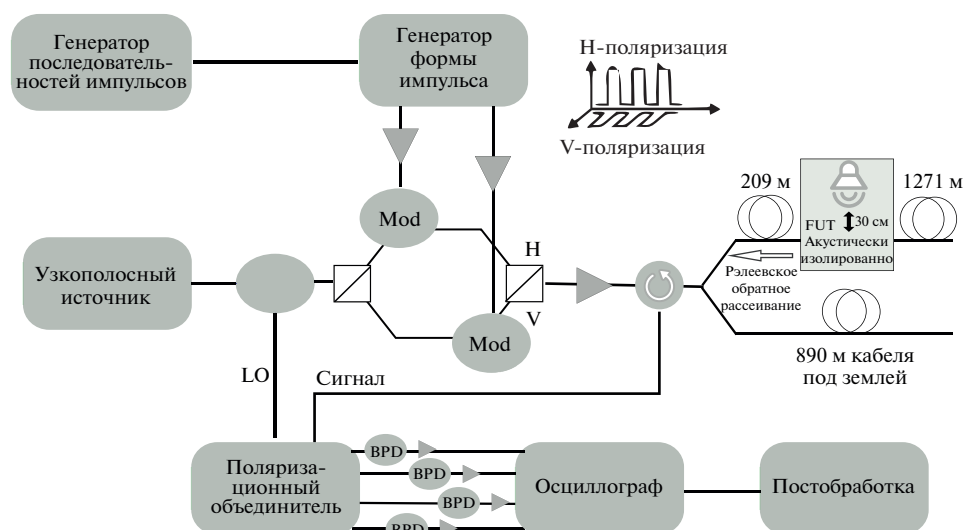 Генератор
последователь-
ностей импульсов
Генератор
формы
импульса
H-поляризация
V-поляризация
209 м
1271 м
FUT
30 см
Акустически
изолированно
Mod
H
Узкополосный
источник
Рэлеевское
обратное
рассеивание
V
Mod
890 м кабеля
под землей
LO
Сигнал
Поляриза-
ционный
объединитель
BPD
BPD
BPD
BPD
Осциллограф
Постобработка